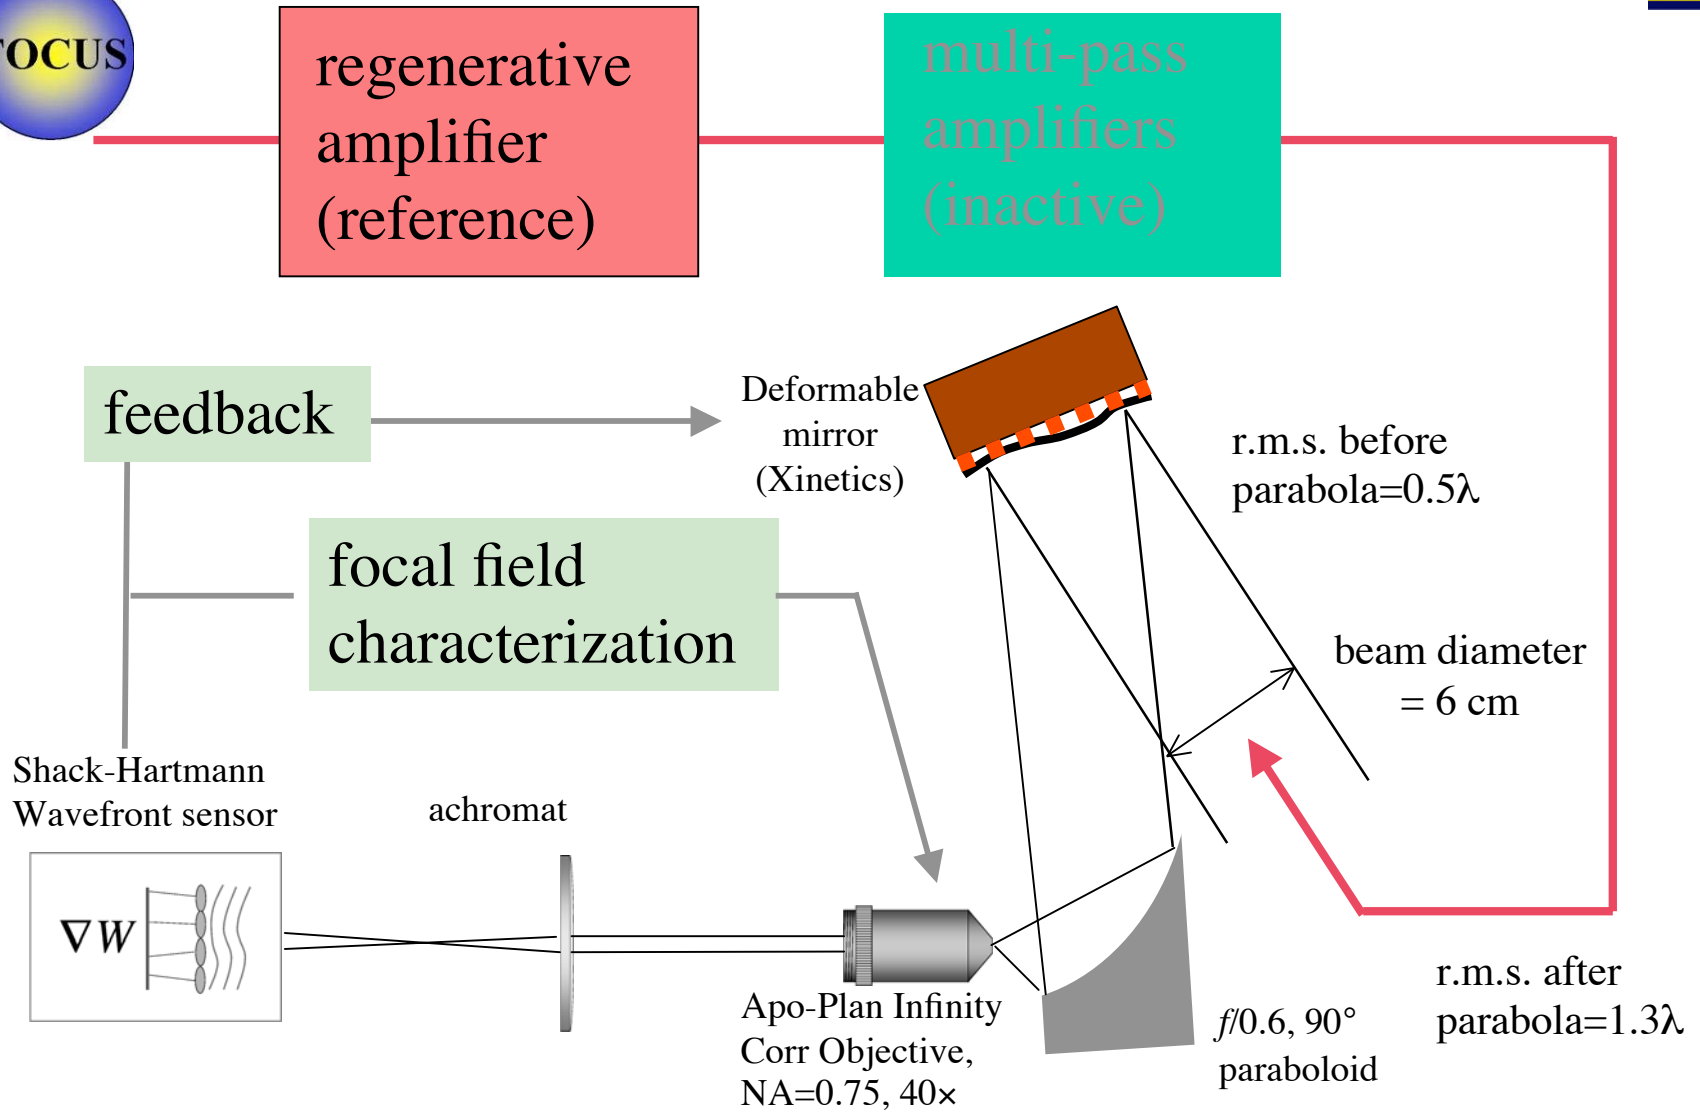 FOCUS
regenerative
amplifier
(reference)
multi-pass
amplifiers
(inactive)
feedback
Deformable
mirror
(Xinetics)
r.m.s. before
parabola=0.5λ
focal field
characterization
beam diameter
= 6 cm
Shack-Hartmann
Wavefront sensor
achromat
∇W
Apo-Plan Infinity
Corr Objective,
NA=0.75, 40×
f/0.6, 90°
paraboloid
r.m.s. after
parabola=1.3λ